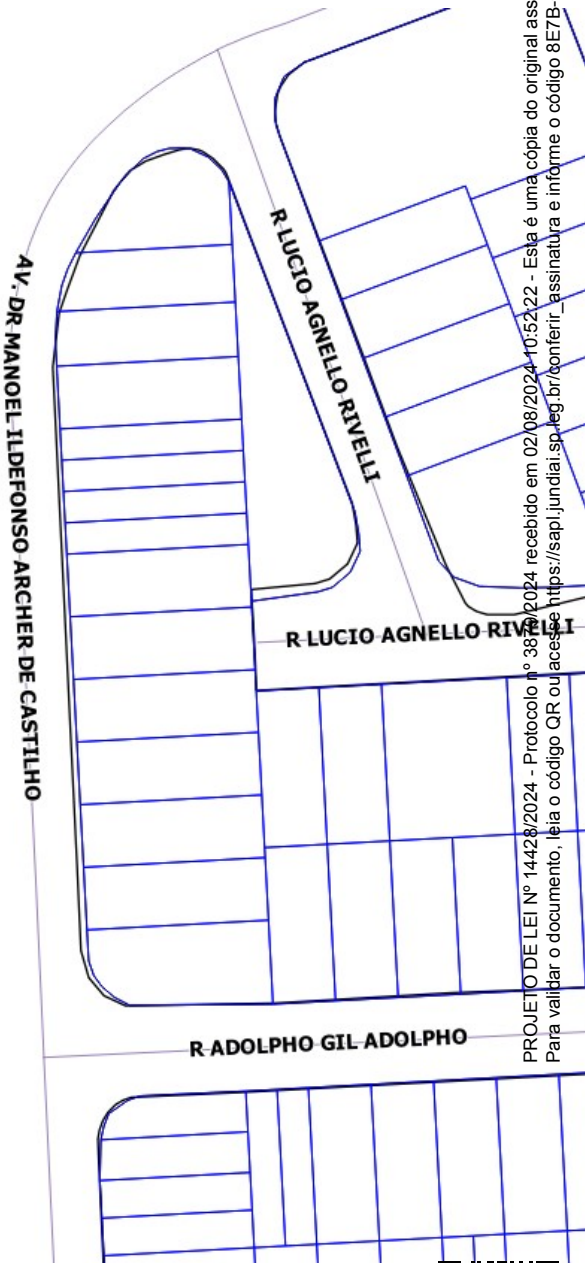 AV. DR MANOEL ILDEFONSO ARCHER DE CASTILHO
R LUCIO AGNELLO RIVELLI
R LUCIO AGNELLO RIVELLI
R ADOLPHO GIL ADOLPHO
PROJETO DE LEI Nº 14428/2024 - Protocolo nº 3870/2024 recebido em 02/08/2024 10:52:22 - Esta é uma cópia do original ass
Para validar o documento, leia o código QR ou acesse https://sapl.jundiai.sp.leg.br/conferir_assinatura e informe o código 8E7B-